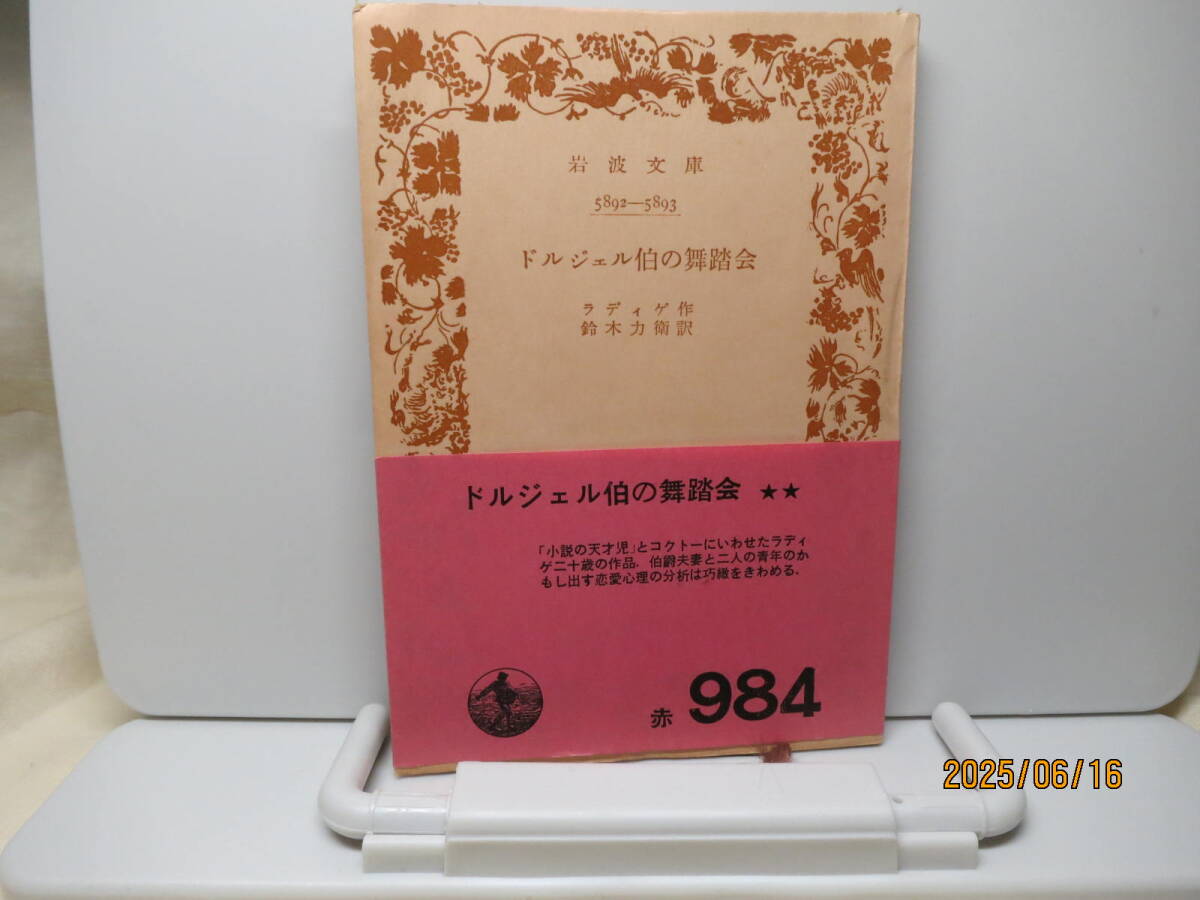 岩波文庫
5892—5893
ドルジェル伯の舞踏会
ラディゲ作
鈴木力衛訳
ドルジェル伯の舞踏会 ★★
「小説の天才児」とコクトーにいわせたラディ
ゲ二十歳の作品．伯爵夫妻と二人の青年のか
もし出す恋愛心理の分析は巧緻をきわめる．
赤 984
2025/06/16